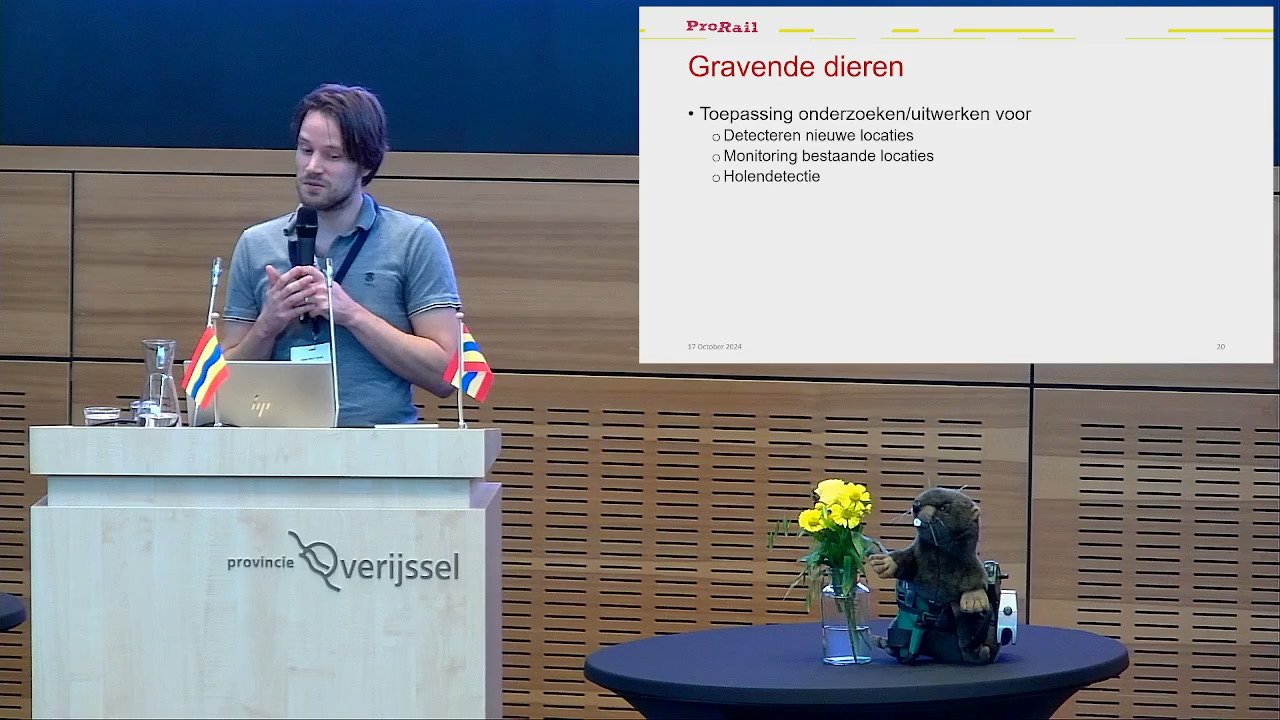 ProRail
Gravende dieren
• Toepassing onderzoeken/uitwerken voor
o Detecteren nieuwe locaties
o Monitoring bestaande locaties
o Holendetectie
17 October 2024
20
hp
provincie Overijssel